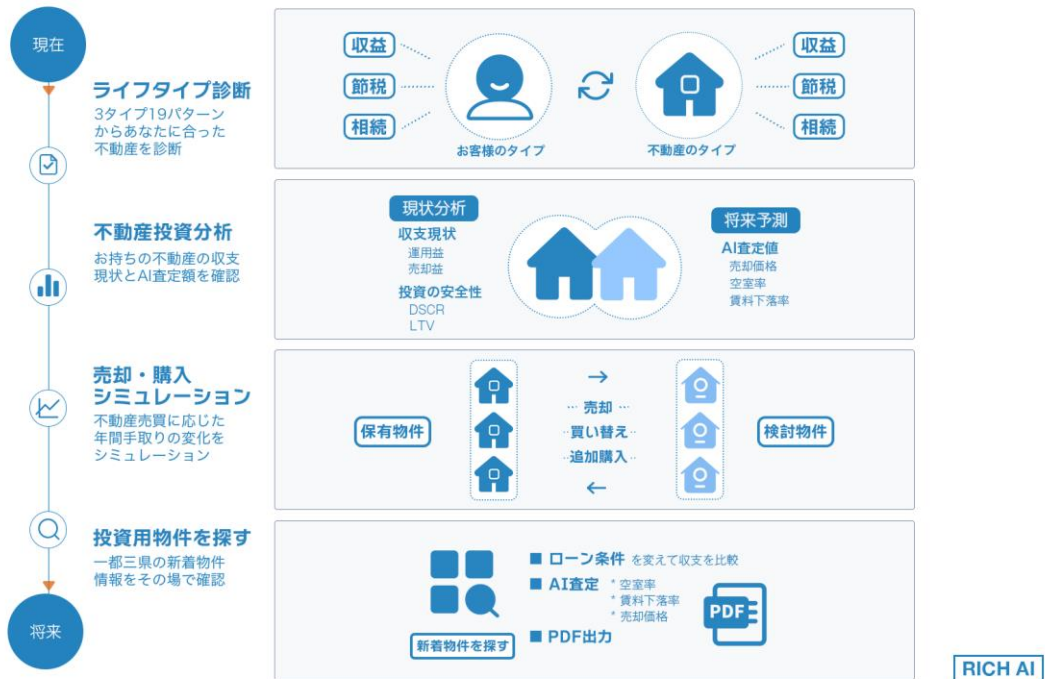 現在
ライフタイプ診断
3タイプ19パターン
からあなたに合った
不動産を診断
収益
節税
相続
お客様のタイプ
不動産のタイプ
収益
節税
相続
不動産投資分析
お持ちの不動産の収支
現状とAI査定額を確認
現状分析
収支現状
運用益
売却益
投資の安全性
DSCR
LTV
将来予測
AI査定値
売却価格
空室率
賃料下落率
売却・購入
シミュレーション
不動産売買に応じた
年間手取りの変化を
シミュレーション
保有物件
→
… 売却 …
‥買い替え‥
‥追加購入‥
←
検討物件
投資用物件を探す
一都三県の新着物件
情報をその場で確認
将来
新着物件を探す
■ ローン条件 を変えて収支を比較
■ AI査定 * 空室率
* 賃料下落率
* 売却価格
■ PDF出力
PDF
RICH AI